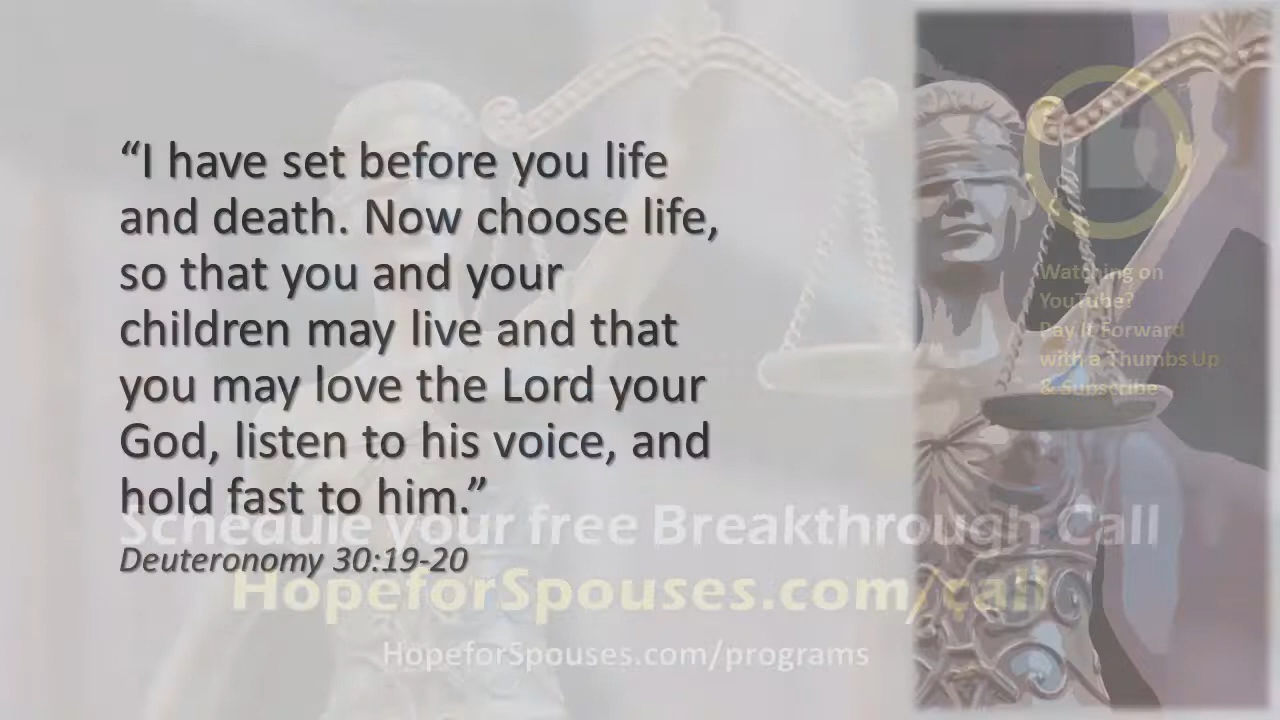 “I have set before you life
and death. Now choose life,
so that you and your
children may live and that
you may love the Lord your
God, listen to his voice, and
hold fast to him.”
Deuteronomy 30:19-20
Watching on
YouTube?
Day It Forward
with a Thumbs Up
& Subscribe
Schedule your free Breakthrough Call
HopeforSpouses.com/call
HopeforSpouses.com/programs